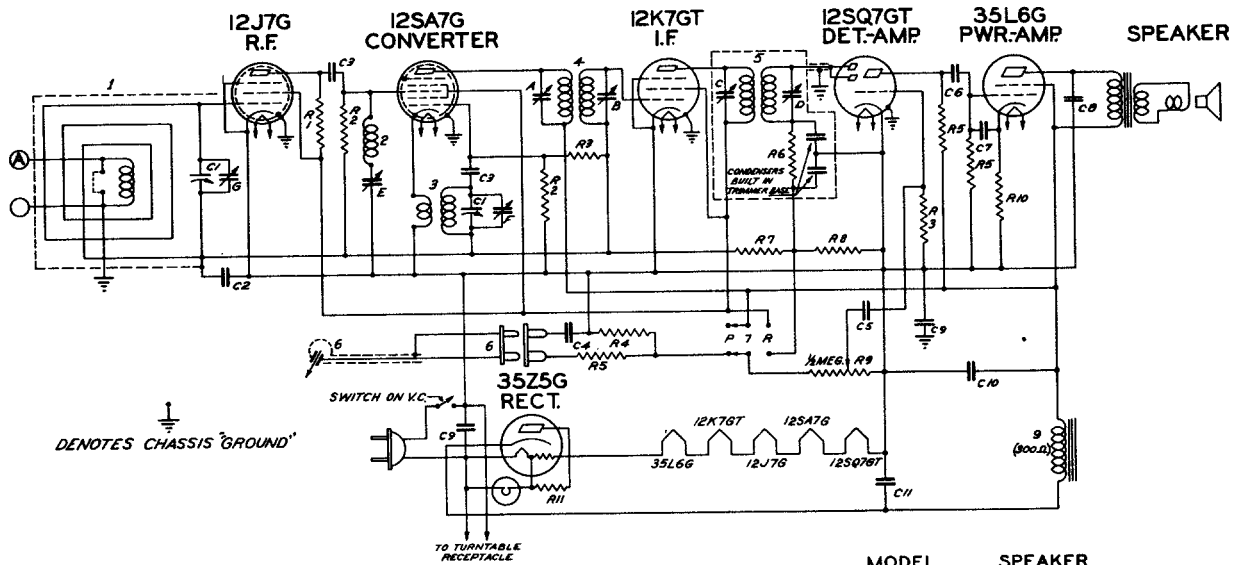 12J7G
R.F.
12SA7G
CONVERTER
12K7GT
I.F.
12SQ7GT
DET.-AMP.
35L6G
PWR.-AMP.
SPEAKER
1
C3
R1
R2
2
E
A
4
B
C
5
D
C6
R5
C7
R5
R10
C8
A
C1
G
3
C3
C1
F
R2
R3
R6
CONDENSERS
BUILT IN
TRIMMER BASE
R3
R7
R8
C2
C9
C5
P 7 R
6
6
C4
R4
R5
½ MEG.
R9
C10
35Z5G
RECT.
SWITCH ON V.C.
C9
R11
12K7GT
12SA7G
35L6G
12J7G
12SQ7GT
C11
9
(300Ω)
DENOTES CHASSIS "GROUND"
TO TURNTABLE
RECEPTACLE
MODEL
SPEAKER